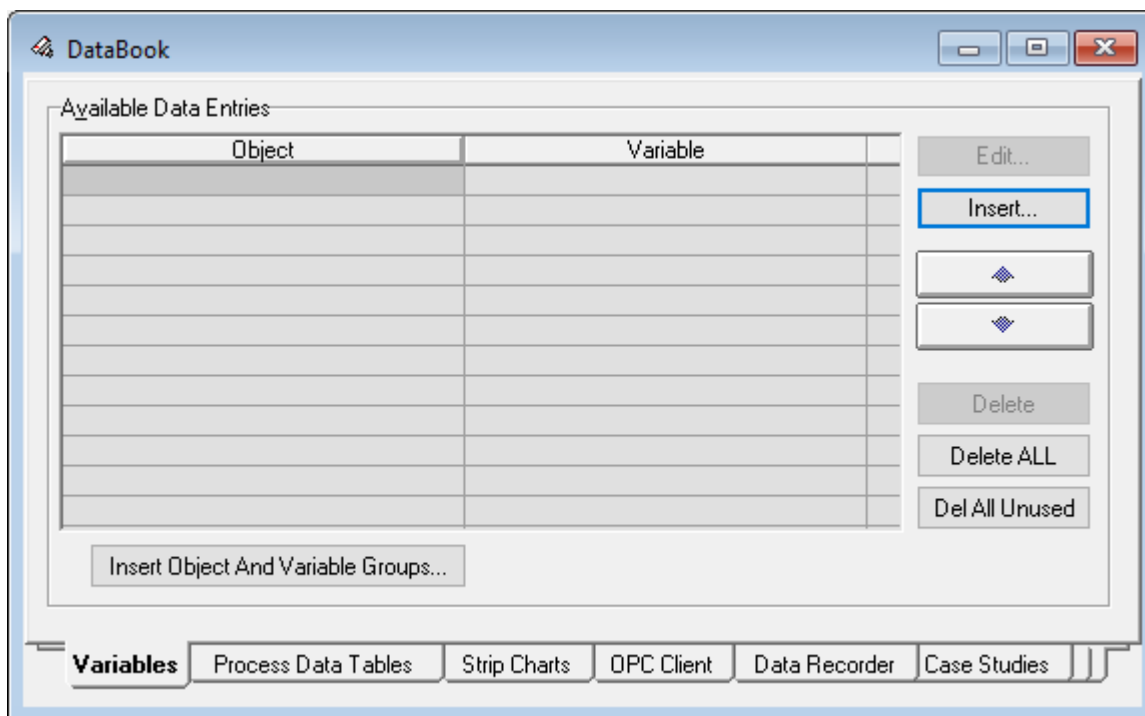 DataBook
Available Data Entries
Object Variable
Edit...
Insert...
Delete
Delete ALL
Del All Unused
Insert Object And Variable Groups...
Variables Process Data Tables Strip Charts OPC Client Data Recorder Case Studies